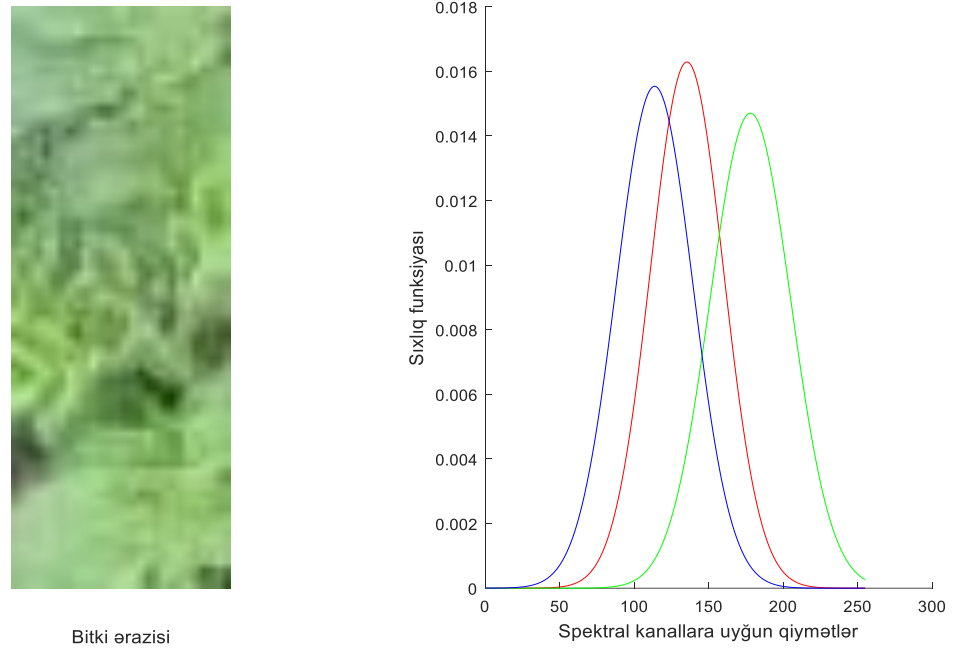 Bitki ərazisi
0.018
0.016
0.014
0.012
0.01
0.008
0.006
0.004
0.002
0
Sıxlıq funksiyası
0 50 100 150 200 250 300
Spektral kanallara uyğun qiymətlər